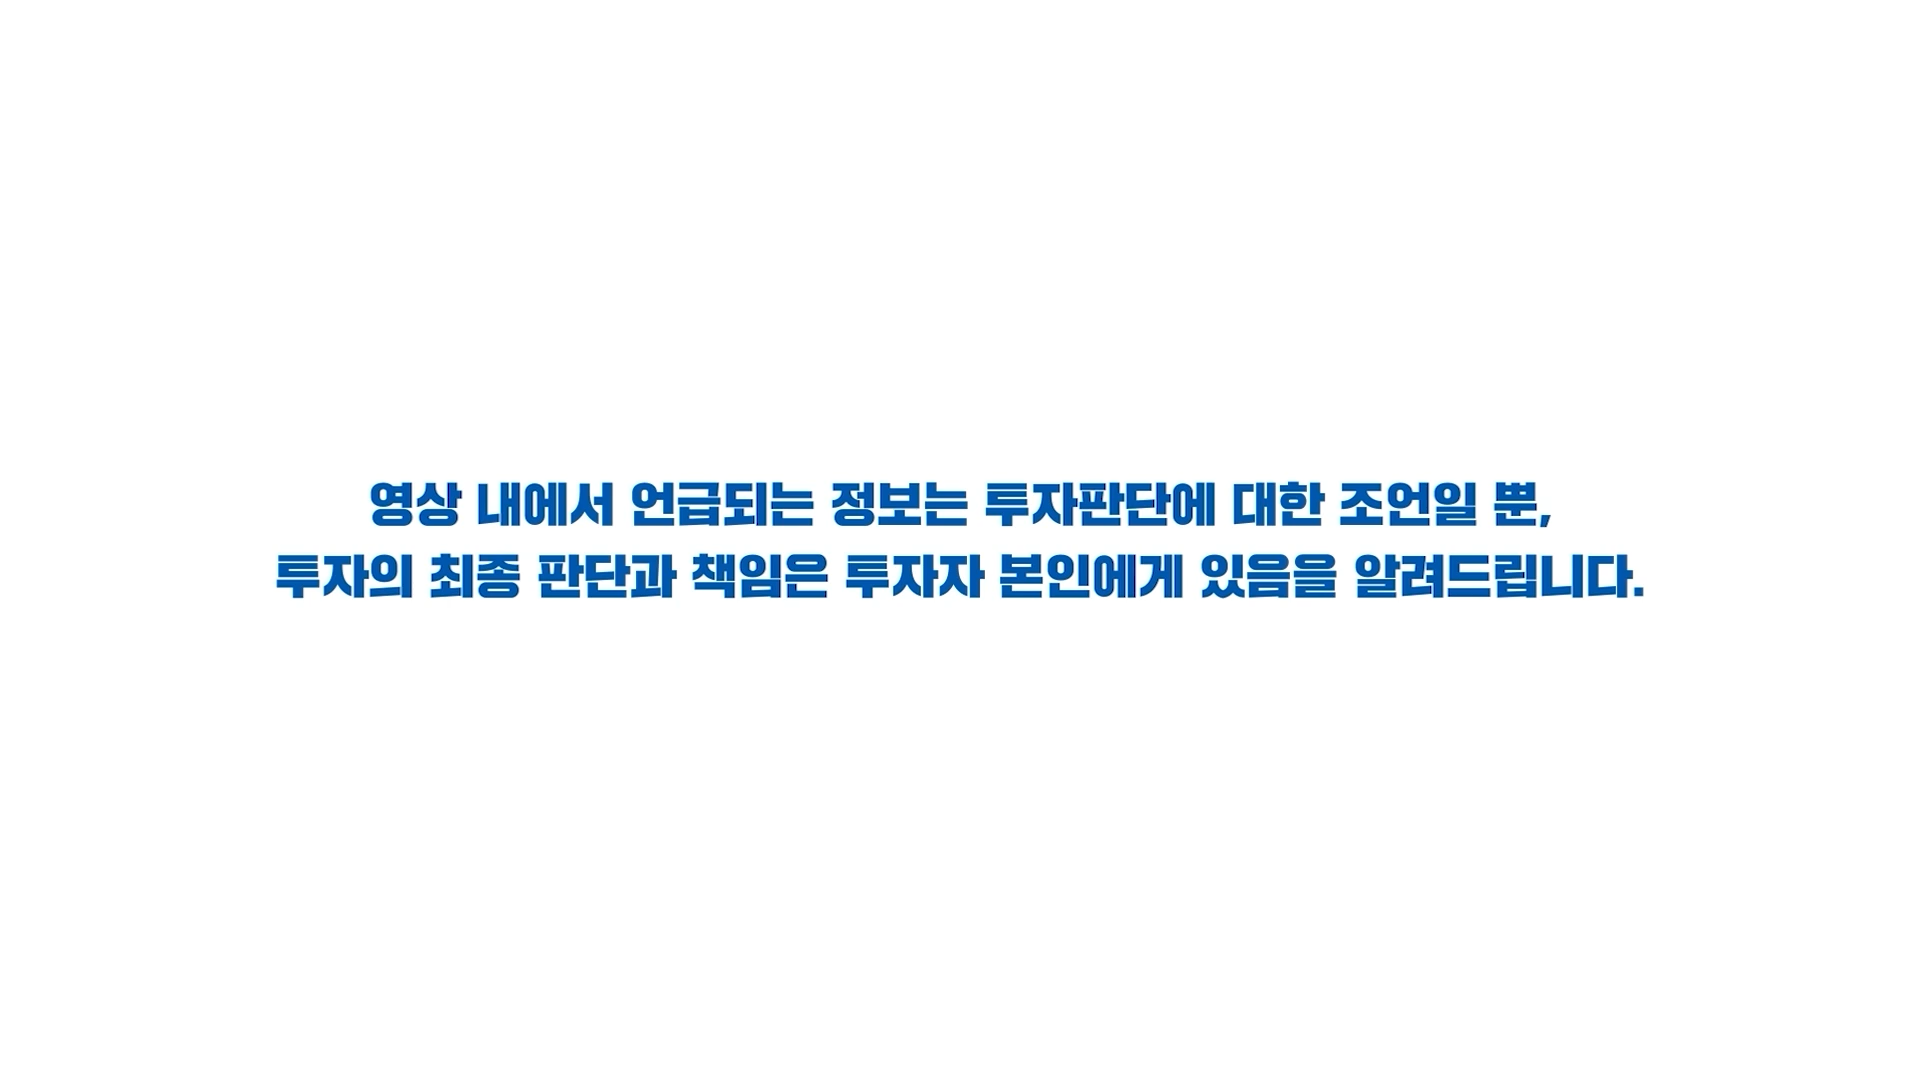 영상 내에서 언급되는 정보는 투자판단에 대한 조언일 뿐,
투자의 최종 판단과 책임은 투자자 본인에게 있음을 알려드립니다.